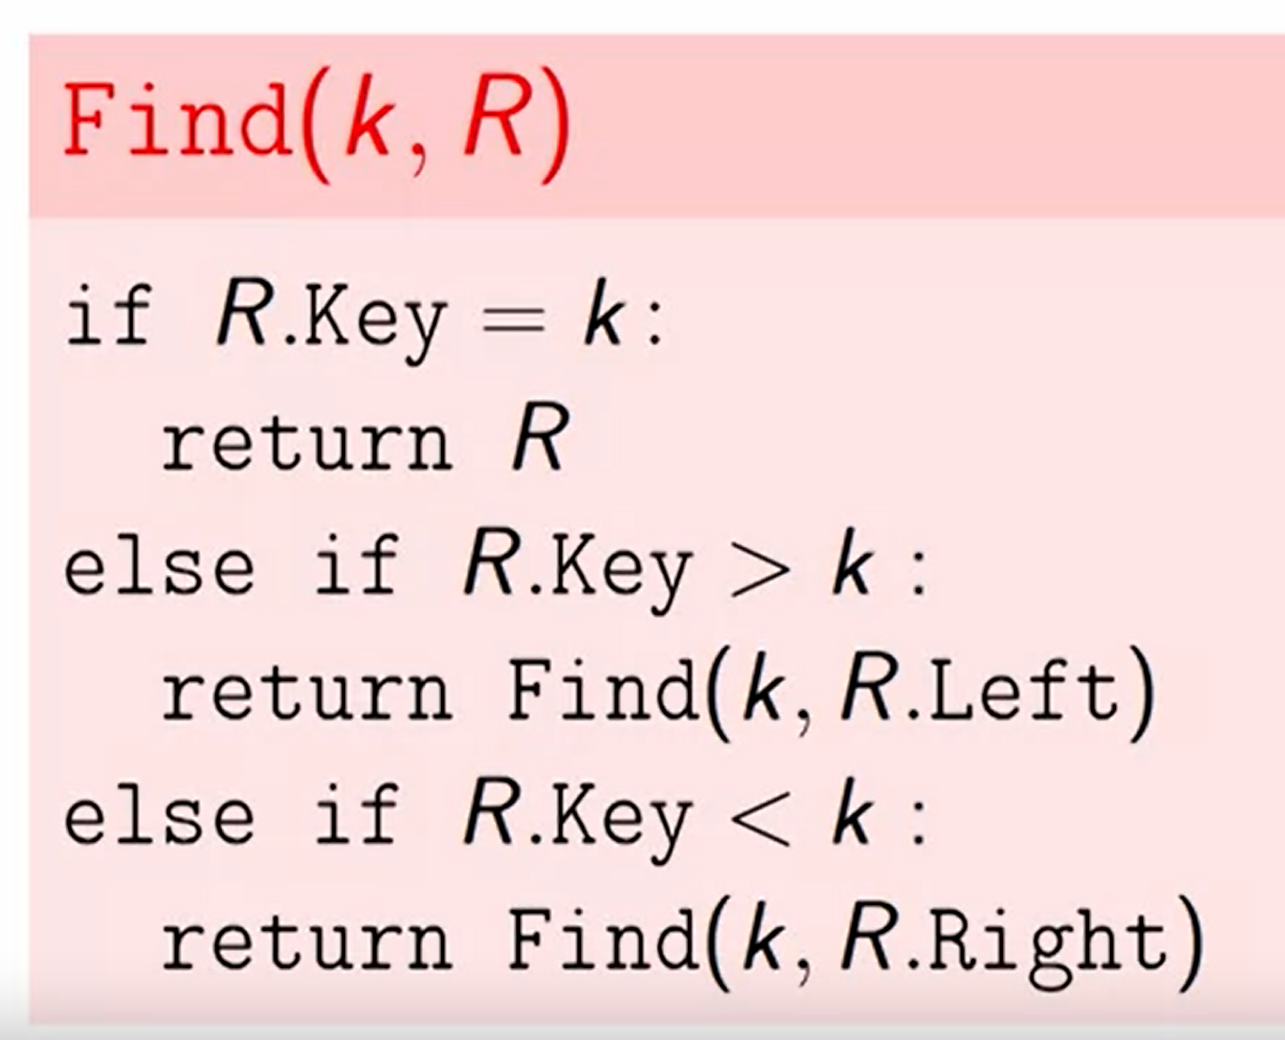 Find(k, R)
if R.Key = k:
return R
else if R.Key > k :
return Find(k, R.Left)
else if R.Key < k :
return Find(k, R.Right)